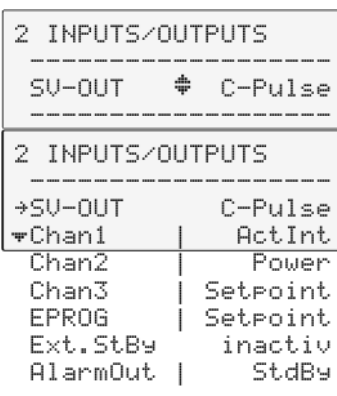 2 INPUTS/OUTPUTS
--------------------
SV-OUT ⬍ C-Pulse
--------------------
2 INPUTS/OUTPUTS
--------------------
→SV-OUT C-Pulse
▾Chan1 | ActInt
Chan2 | Power
Chan3 | Setpoint
EPROG | Setpoint
Ext.StBy inactiv
AlarmOut | StdBy